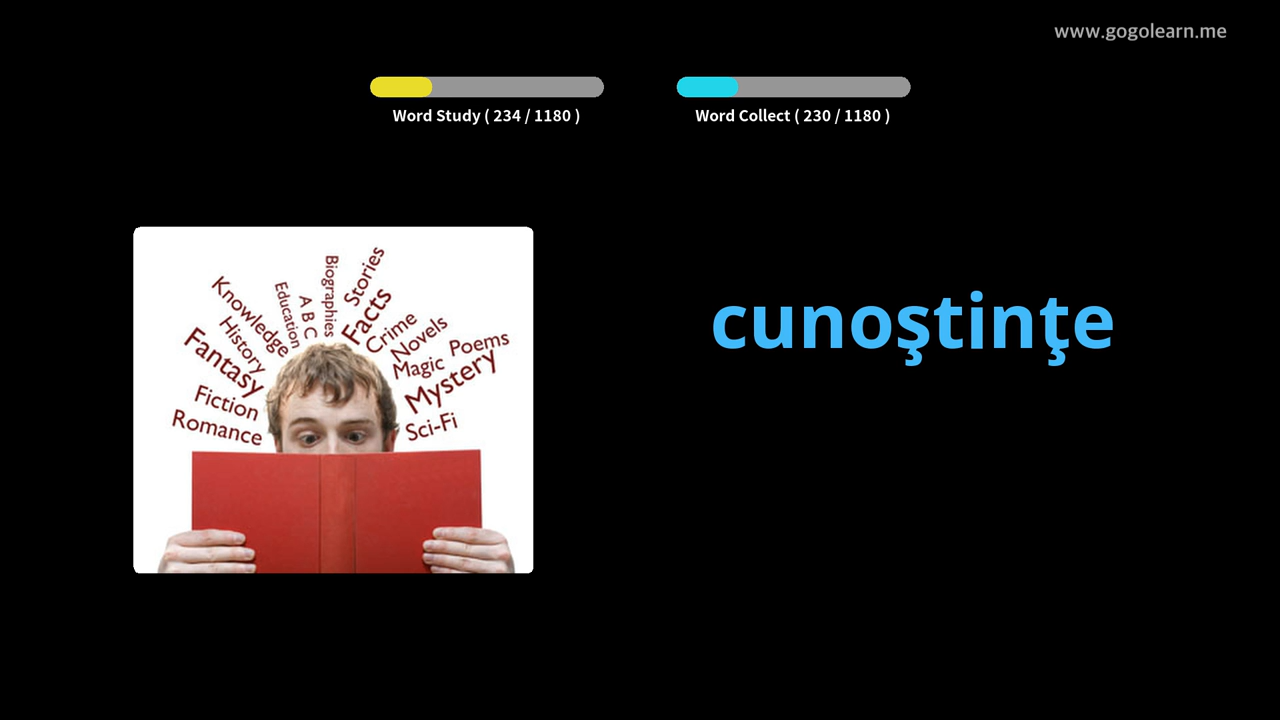 www.gogolearn.me
Word Study ( 234 / 1180 )
Word Collect ( 230 / 1180 )
Knowledge
Education
A B C
Biographies
Stories
Facts
Crime
Novels
Poems
History
Fantasy
Magic
Mystery
Fiction
Romance
Sci-Fi
cunoştinţe